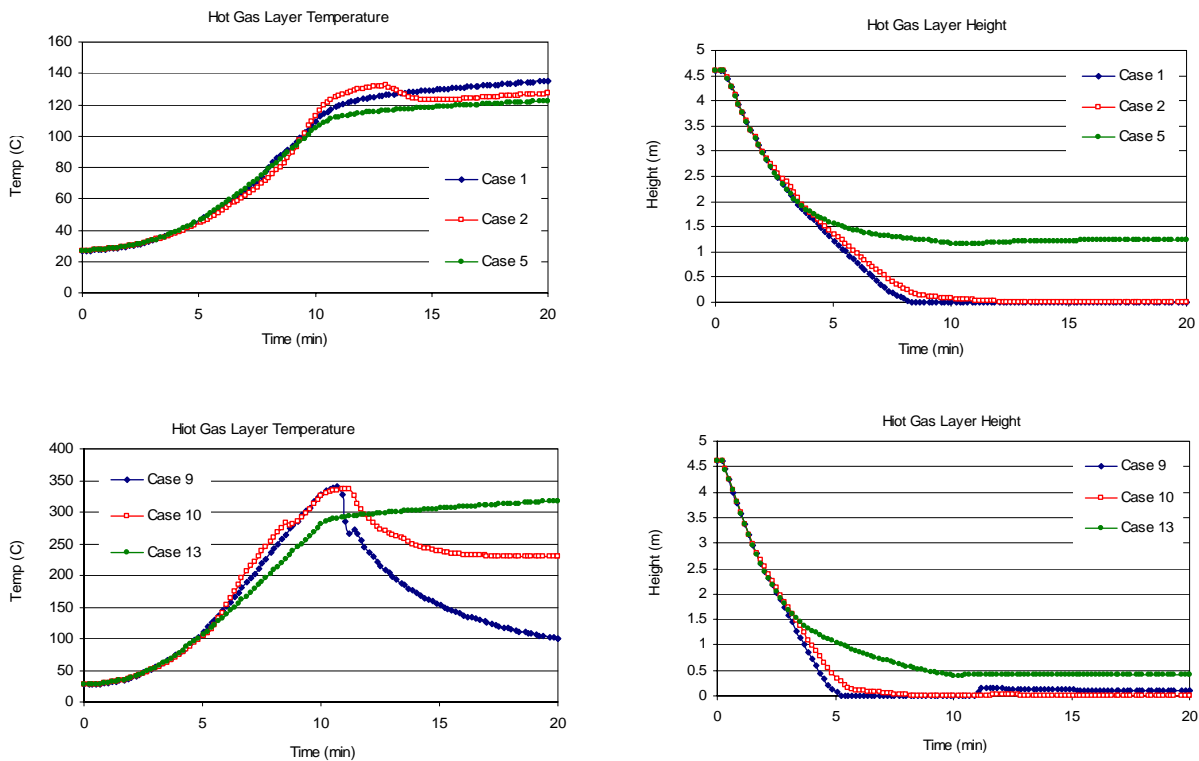 Hot Gas Layer Temperature
160
140
120
100
80
60
40
20
0
Temp (C)
0 5 10 15 20
Time (min)
Case 1
Case 2
Case 5
Hot Gas Layer Height
5
4.5
4
3.5
3
2.5
2
1.5
1
0.5
0
Height (m)
0 5 10 15 20
Time (min)
Case 1
Case 2
Case 5
Hiot Gas Layer Temperature
400
350
300
250
200
150
100
50
0
Temp (C)
0 5 10 15 20
Time (min)
Case 9
Case 10
Case 13
Hiot Gas Layer Height
5
4.5
4
3.5
3
2.5
2
1.5
1
0.5
0
Height (m)
0 5 10 15 20
Time (min)
Case 9
Case 10
Case 13